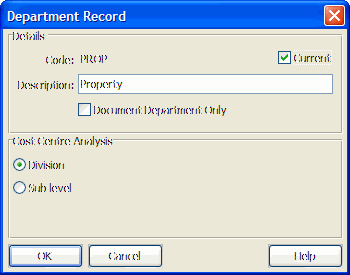 Department Record
Details
Code: PROP
Current
Description: Property
Document Department Only
Cost Centre Analysis
Division
Sub level
OK Cancel Help